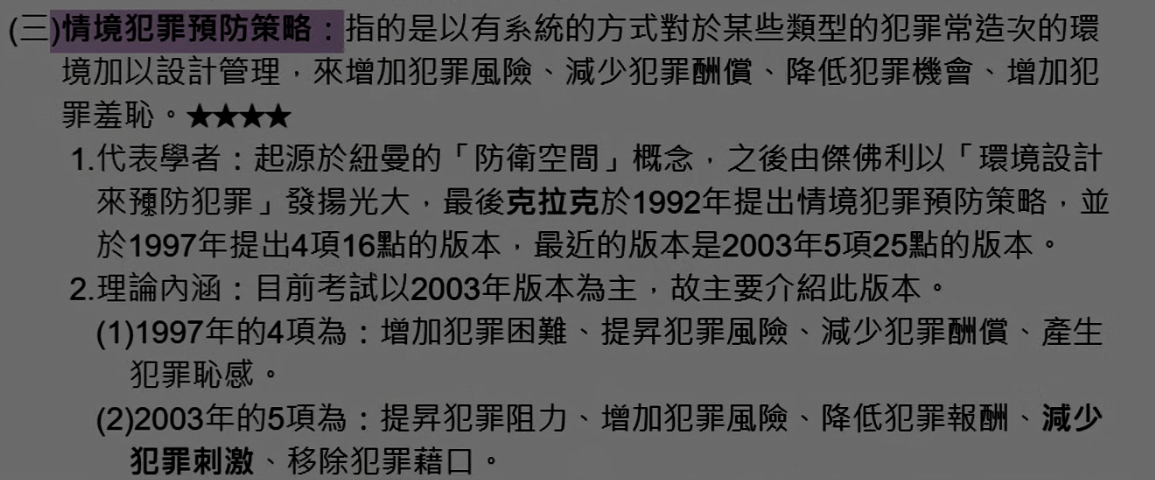 (三)情境犯罪預防策略：指的是以有系統的方式對於某些類型的犯罪常造次的環
境加以設計管理，來增加犯罪風險、減少犯罪酬償、降低犯罪機會、增加犯
罪羞恥。★★★★
1.代表學者：起源於紐曼的「防衛空間」概念，之後由傑佛利以「環境設計
來預防犯罪」發揚光大，最後克拉克於1992年提出情境犯罪預防策略，並
於1997年提出4項16點的版本，最近的版本是2003年5項25點的版本。
2.理論內涵：目前考試以2003年版本為主，故主要介紹此版本。
(1)1997年的4項為：增加犯罪困難、提昇犯罪風險、減少犯罪酬償、產生
犯罪恥感。
(2)2003年的5項為：提昇犯罪阻力、增加犯罪風險、降低犯罪報酬、減少
犯罪刺激、移除犯罪藉口。